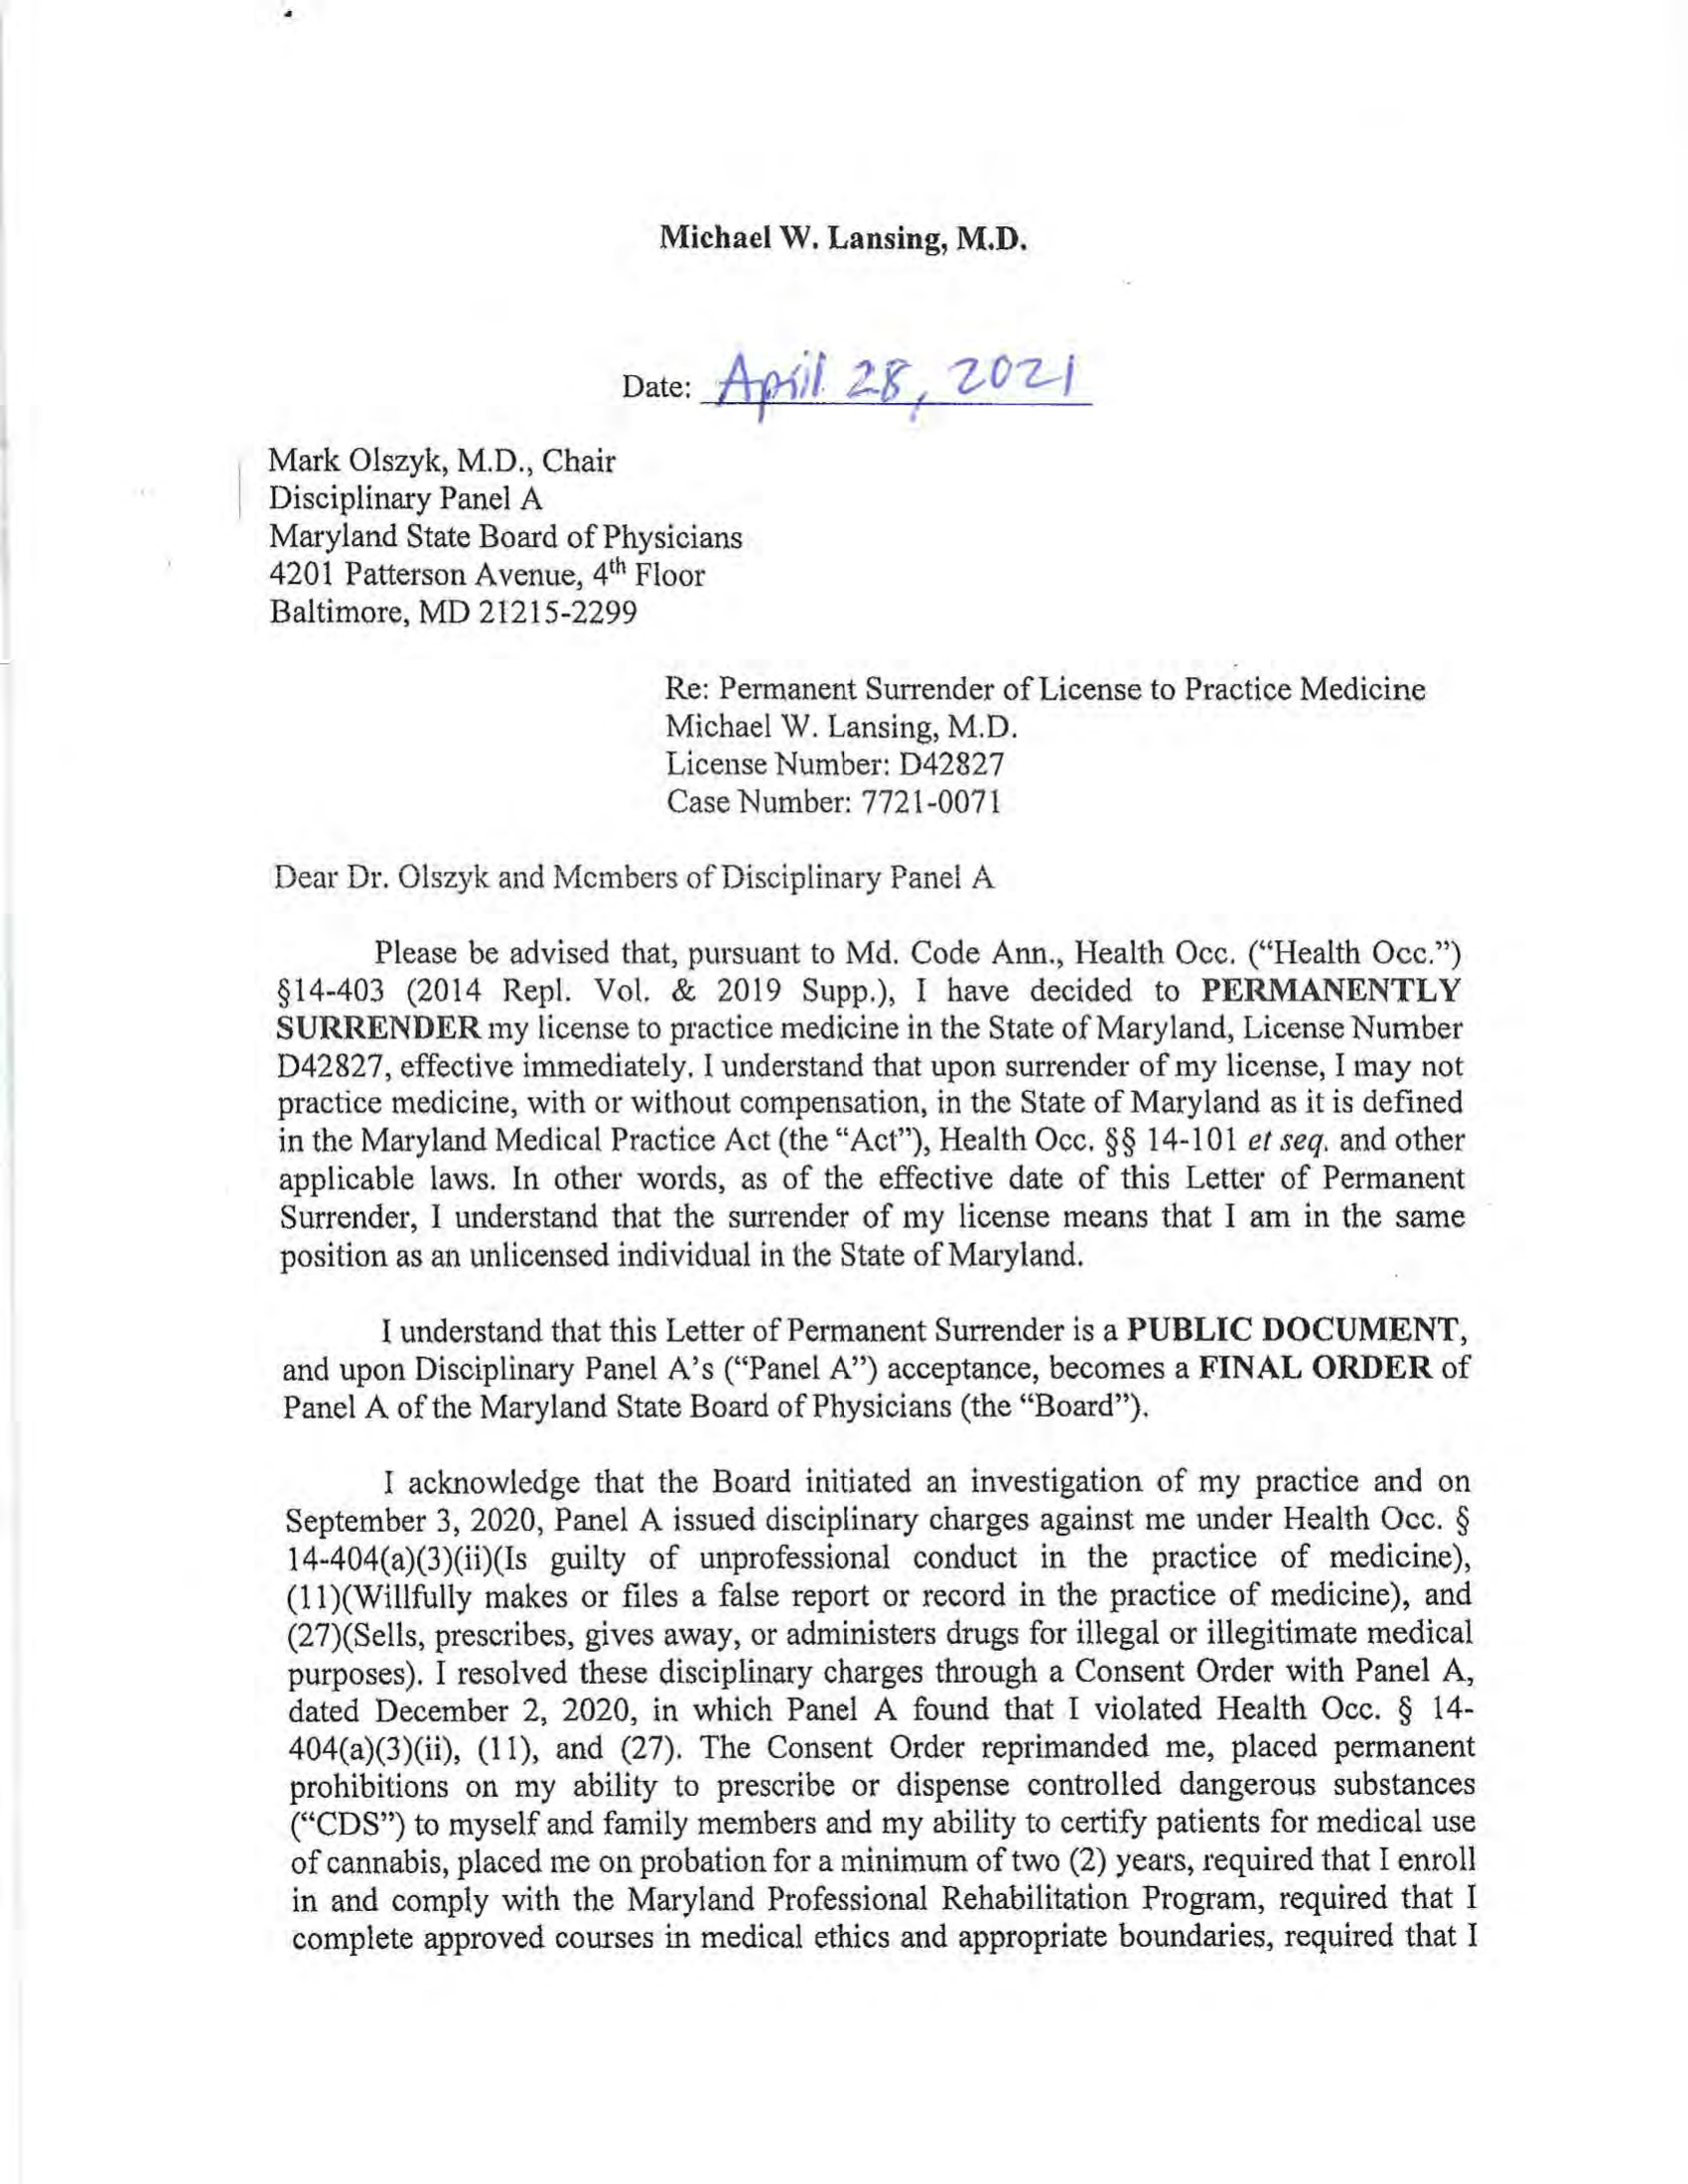 Michael W. Lansing, M.D.
Date: April 28, 2021
Mark Olszyk, M.D., Chair
Disciplinary Panel A
Maryland State Board of Physicians
4201 Patterson Avenue, 4th Floor
Baltimore, MD 21215-2299
Re: Permanent Surrender of License to Practice Medicine
Michael W. Lansing, M.D.
License Number: D42827
Case Number: 7721-0071
Dear Dr. Olszyk and Members of Disciplinary Panel A
Please be advised that, pursuant to Md. Code Ann., Health Occ. (“Health Occ.”)
§14-403 (2014 Repl. Vol. & 2019 Supp.), I have decided to PERMANENTLY
SURRENDER my license to practice medicine in the State of Maryland, License Number
D42827, effective immediately. I understand that upon surrender of my license, I may not
practice medicine, with or without compensation, in the State of Maryland as it is defined
in the Maryland Medical Practice Act (the “Act”), Health Occ. §§ 14-101 et seq. and other
applicable laws. In other words, as of the effective date of this Letter of Permanent
Surrender, I understand that the surrender of my license means that I am in the same
position as an unlicensed individual in the State of Maryland.
I understand that this Letter of Permanent Surrender is a PUBLIC DOCUMENT,
and upon Disciplinary Panel A’s (“Panel A”) acceptance, becomes a FINAL ORDER of
Panel A of the Maryland State Board of Physicians (the “Board”).
I acknowledge that the Board initiated an investigation of my practice and on
September 3, 2020, Panel A issued disciplinary charges against me under Health Occ. §
14-404(a)(3)(ii)(Is guilty of unprofessional conduct in the practice of medicine),
(11)(Willfully makes or files a false report or record in the practice of medicine), and
(27)(Sells, prescribes, gives away, or administers drugs for illegal or illegitimate medical
purposes). I resolved these disciplinary charges through a Consent Order with Panel A,
dated December 2, 2020, in which Panel A found that I violated Health Occ. § 14-
404(a)(3)(ii), (11), and (27). The Consent Order reprimanded me, placed permanent
prohibitions on my ability to prescribe or dispense controlled dangerous substances
(“CDS”) to myself and family members and my ability to certify patients for medical use
of cannabis, placed me on probation for a minimum of two (2) years, required that I enroll
in and comply with the Maryland Professional Rehabilitation Program, required that I
complete approved courses in medical ethics and appropriate boundaries, required that I